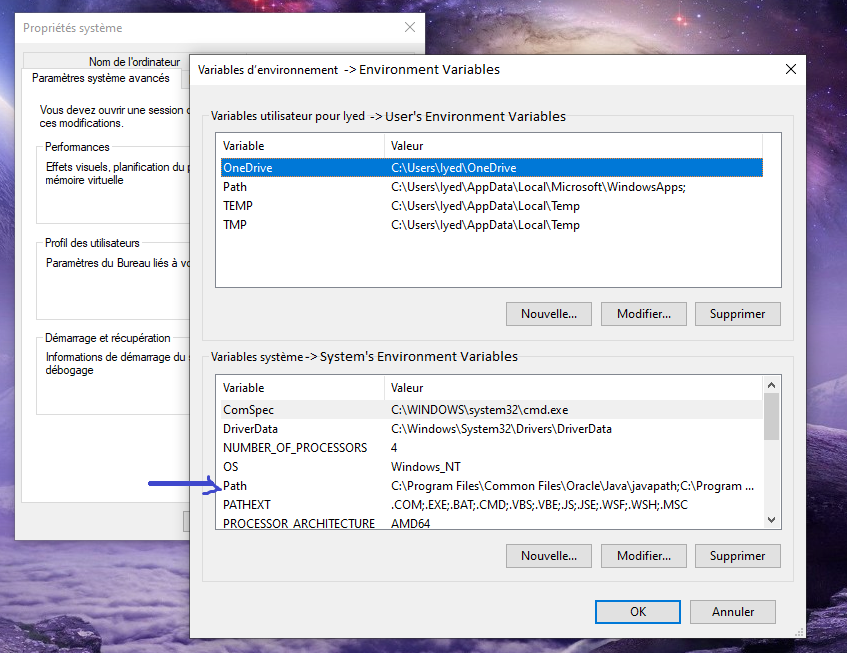 Propriétés système
Nom de l'ordinateur
Paramètres système avancés
Vous devez ouvrir une session
ces modifications.
Performances
Effets visuels, planification du
mémoire virtuelle
Profil des utilisateurs
Paramètres du Bureau liés à
Démarrage et récupération
Informations de démarrage du
débogage
Variables d'environnement -> Environment Variables
Variables utilisateur pour lyed -> User's Environment Variables
Variable Valeur
OneDrive C:\Users\lyed\OneDrive
Path C:\Users\lyed\AppData\Local\Microsoft\WindowsApps;
TEMP C:\Users\lyed\AppData\Local\Temp
TMP C:\Users\lyed\AppData\Local\Temp
Nouvelle... Modifier... Supprimer
Variables système -> System's Environment Variables
Variable Valeur
ComSpec C:\WINDOWS\system32\cmd.exe
DriverData C:\Windows\System32\Drivers\DriverData
NUMBER_OF_PROCESSORS 4
OS Windows_NT
Path C:\Program Files\Common Files\Oracle\Java\javapath;C:\Program ...
PATHEXT .COM;.EXE;.BAT;.CMD;.VBS;.VBE;.JS;.JSE;.WSF;.WSH;.MSC
PROCESSOR_ARCHITECTURE AMD64
Nouvelle... Modifier... Supprimer
OK Annuler